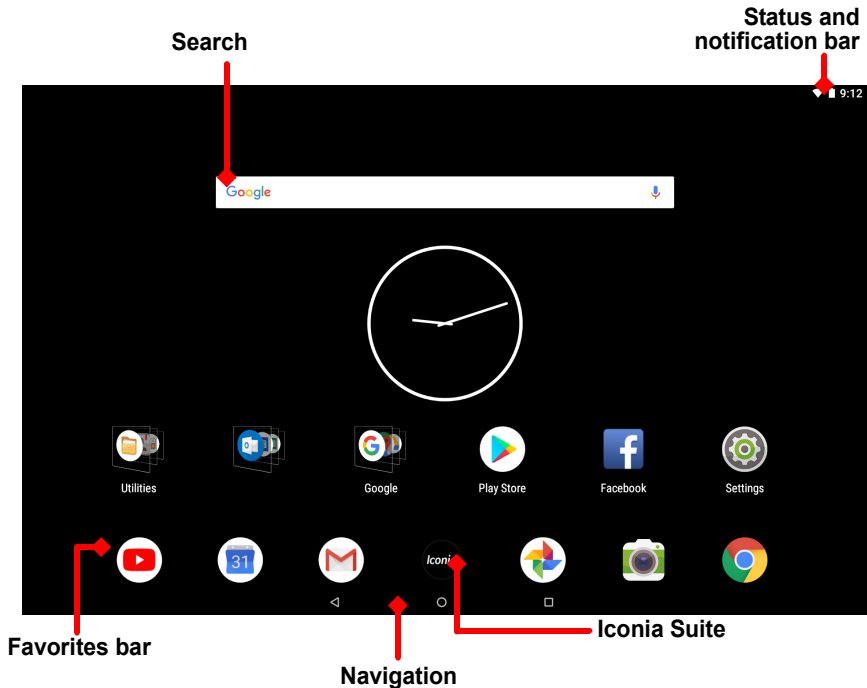 Status and
notification bar
Search
9:12
Google
Utilities
Google
Play Store
Facebook
Settings
31
Iconi
Iconia Suite
Favorites bar
Navigation